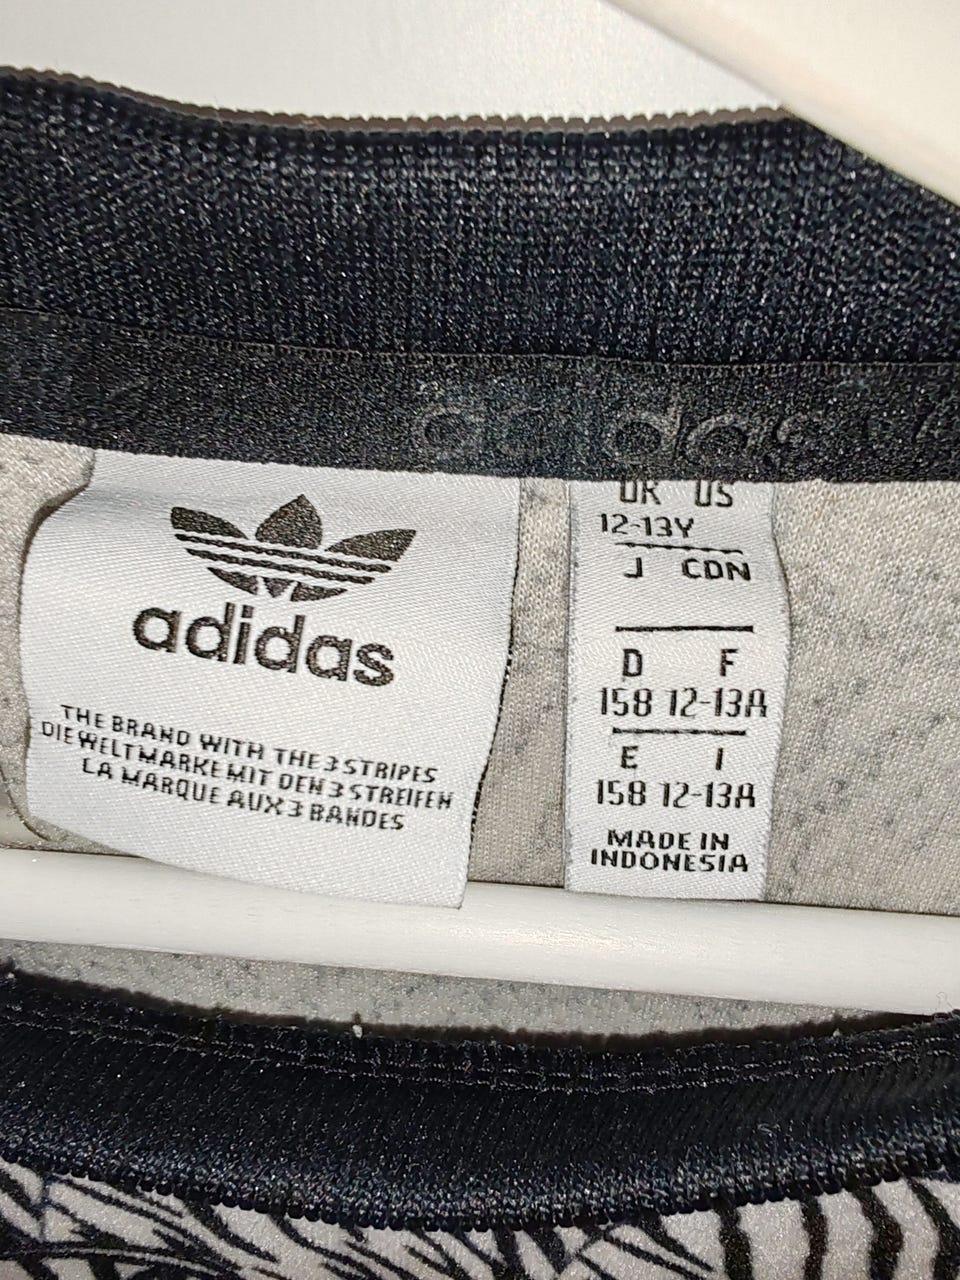 adidas
adidas
THE BRAND WITH THE 3 STRIPES
DIE WELTMARKE MIT DEN 3 STREIFEN
LA MARQUE AUX 3 BANDES
UK US
12-13Y
J CDN
D F
158 12-13A
E I
158 12-13A
MADE IN
INDONESIA